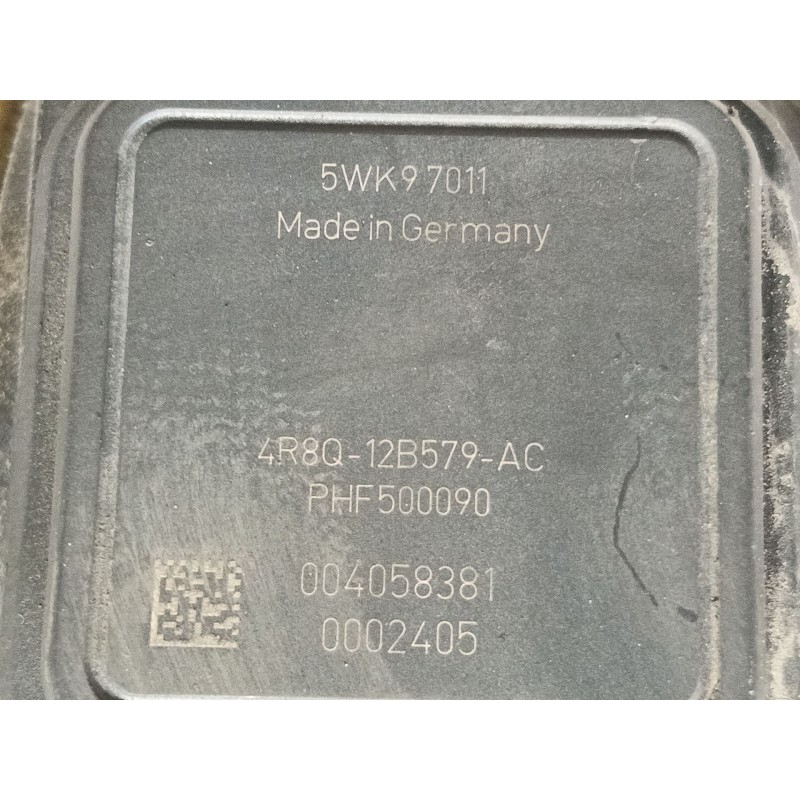 5WK9 7011
Made in Germany
4R8Q-12B579-AC
PHF500090
004058381
0002405